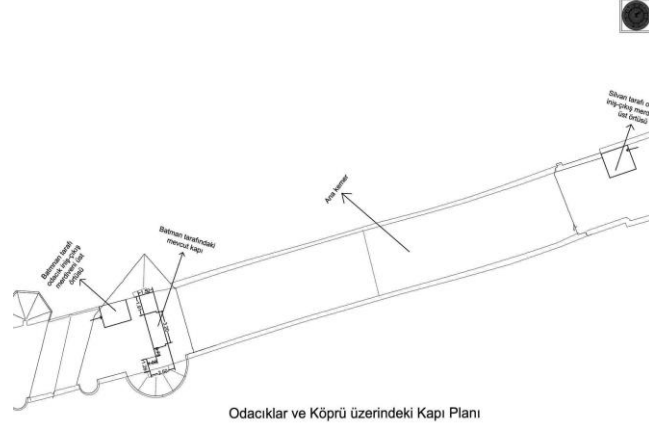 Silvan tarafı o
iniş-çıkış merd
üst örtüsü
Ana kemer
Batman tarafındaki
mevcut kapı
Batman tarafı
odacık iniş-çıkış
merdiveni üst
örtüsü
Odacıklar ve Köprü üzerindeki Kapı Planı